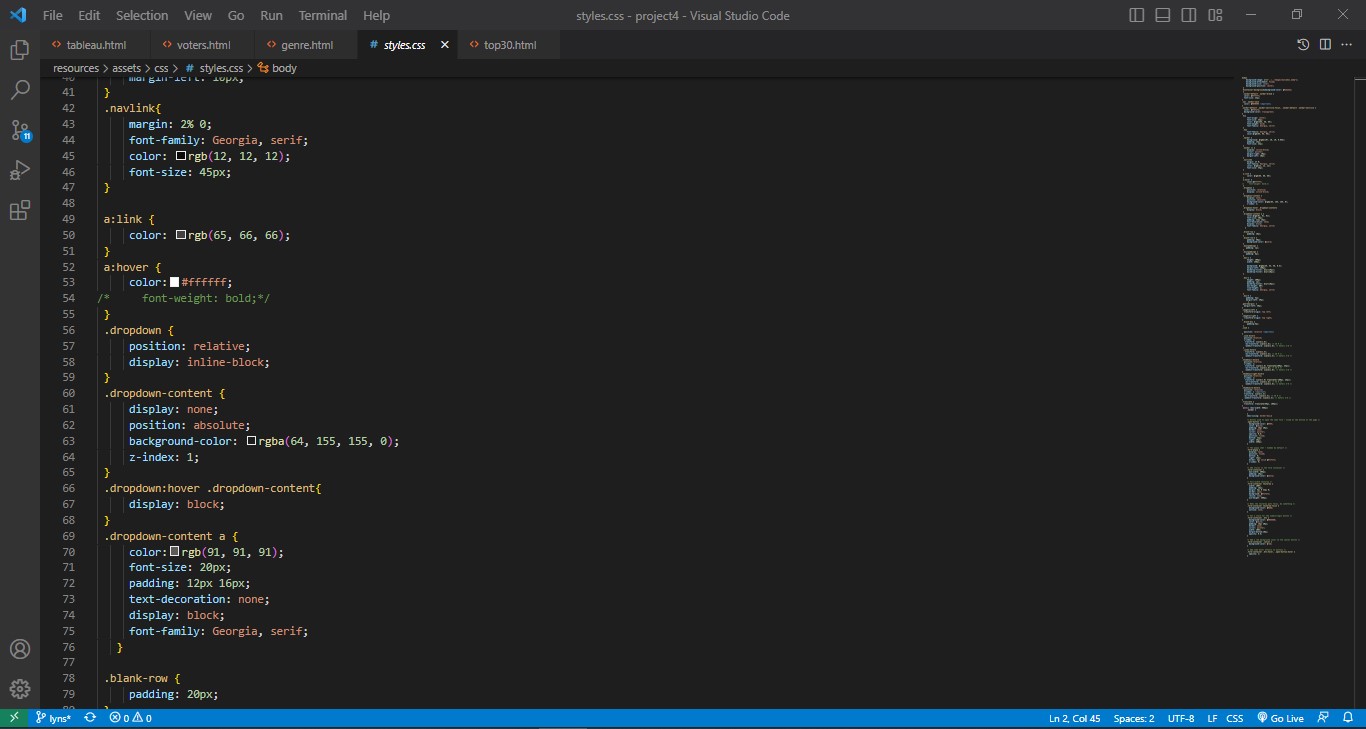 File Edit Selection View Go Run Terminal Help styles.css - project4 - Visual Studio Code
<> tableau.html <> voters.html <> genre.html # styles.css × <> top30.html
resources > assets > css > # styles.css > body
40 margin-left: 10px;
41 }
42 .navlink{
43 margin: 2% 0;
44 font-family: Georgia, serif;
45 color: rgb(12, 12, 12);
46 font-size: 45px;
47 }
48
49 a:link {
50 color: rgb(65, 66, 66);
51 }
52 a:hover {
53 color: #ffffff;
54 /* font-weight: bold;*/
55 }
56 .dropdown {
57 position: relative;
58 display: inline-block;
59 }
60 .dropdown-content {
61 display: none;
62 position: absolute;
63 background-color: rgba(64, 155, 155, 0);
64 z-index: 1;
65 }
66 .dropdown:hover .dropdown-content{
67 display: block;
68 }
69 .dropdown-content a {
70 color: rgb(91, 91, 91);
71 font-size: 20px;
72 padding: 12px 16px;
73 text-decoration: none;
74 display: block;
75 font-family: Georgia, serif;
76 }
77
78 .blank-row {
79 padding: 20px;
80 }
11
lyns* 0 0 Ln 2, Col 45 Spaces: 2 UTF-8 LF CSS Go Live